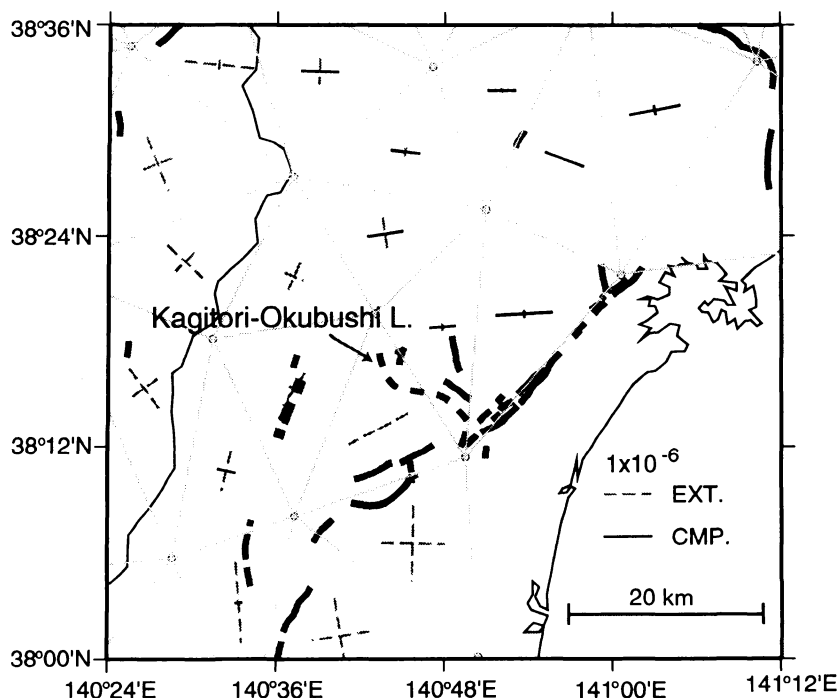 38°36'N
38°24'N
Kagitori-Okubushi L.
38°12'N
1x10⁻⁶
EXT.
CMP.
20 km
38°00'N
140°24'E 140°36'E 140°48'E 141°00'E 141°12'E